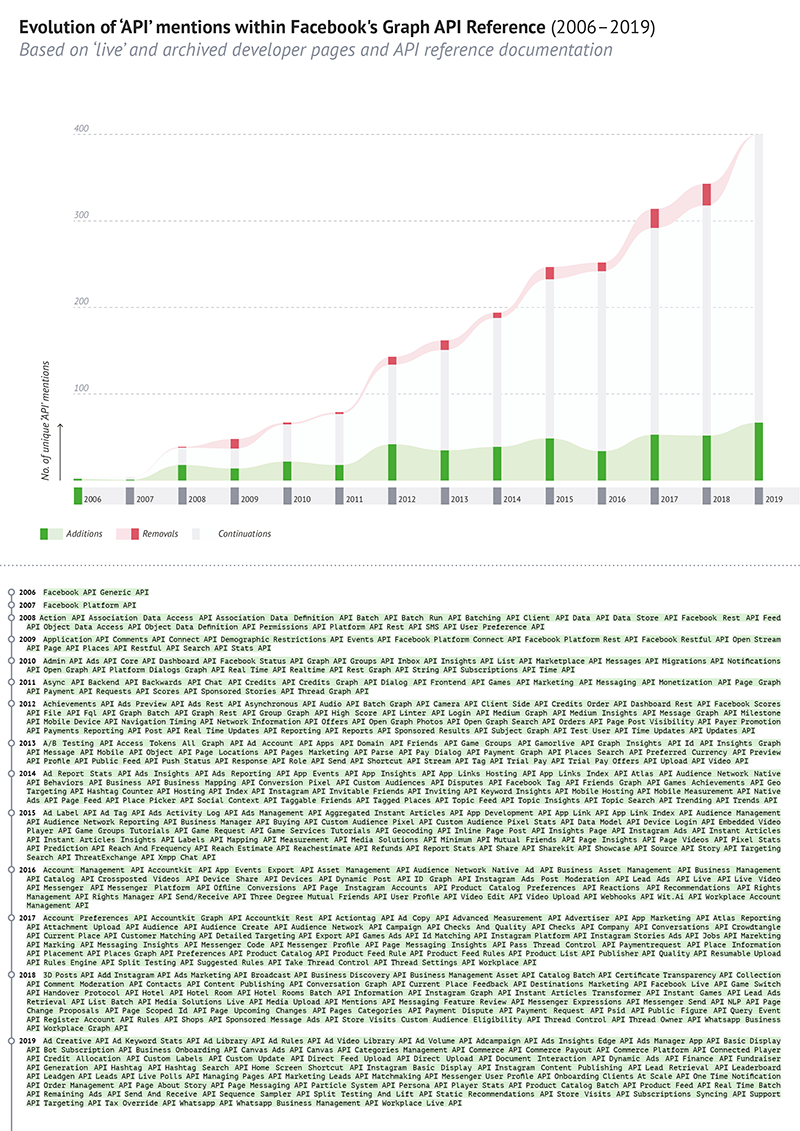 Evolution of ‘API’ mentions within Facebook's Graph API Reference (2006–2019)
Based on ‘live’ and archived developer pages and API reference documentation
400
300
200
100
No. of unique ‘API’ mentions
2006 2007 2008 2009 2010 2011 2012 2013 2014 2015 2016 2017 2018 2019
Additions Removals Continuations
2006 Facebook API Generic API
2007 Facebook Platform API
2008 Action API Association Data Access API Association Data Definition API Batch API Batch Run API Batching API Client API Data API Data Store API Facebook Rest API Feed
API Object Data Access API Object Data Definition API Permissions API Platform API Rest API SMS API User Preference API
2009 Application API Comments API Connect API Demographic Restrictions API Events API Facebook Platform Connect API Facebook Platform Rest API Facebook Restful API Open Stream
API Page API Places API Restful API Search API Stats API
2010 Admin API Ads API Core API Dashboard API Facebook Status API Graph API Groups API Inbox API Insights API List API Marketplace API Messages API Migrations API Notifications
API Open Graph API Platform Dialogs Graph API Real Time API Realtime API Rest Graph API String API Subscriptions API Time API
2011 Async API Backend API Backwards API Chat API Credits API Credits Graph API Dialog API Frontend API Games API Marketing API Messaging API Monetization API Page Graph
API Payment API Requests API Scores API Sponsored Stories API Thread Graph API
2012 Achievements API Ads Preview API Ads Rest API Asynchronous API Audio API Batch Graph API Camera API Client Side API Credits Order API Dashboard Rest API Facebook Scores
API File API Fql API Graph Batch API Graph Rest API Group Graph API High Score API Linter API Login API Medium Graph API Medium Insights API Message Graph API Milestone
API Mobile Device API Navigation Timing API Network Information API Offers API Open Graph Photos API Open Graph Search API Orders API Page Post Visibility API Payer Promotion
API Payments Reporting API Post API Real Time Updates API Reporting API Reports API Sponsored Results API Subject Graph API Test User API Time Updates API Updates API
2013 A/B Testing API Access Tokens API All Graph API Ad Account API Apps API Domain API Friends API Game Groups API Gamorlive API Graph Insights API Id API Insights Graph
API Message API Mobile API Object API Page Locations API Pages Marketing API Parse API Pay Dialog API Payment Graph API Places Search API Preferred Currency API Preview
API Profile API Public Feed API Push Status API Response API Role API Send API Shortcut API Stream API Tag API Trial Pay API Trial Pay Offers API Upload API Video API
2014 Ad Report Stats API Ads Insights API Ads Reporting API App Events API App Insights API App Links Hosting API App Links Index API Atlas API Audience Network Native
API Behaviors API Business API Business Mapping API Conversion Pixel API Custom Audiences API Disputes API Facebook Tag API Friends Graph API Games Achievements API Geo
Targeting API Hashtag Counter API Hosting API Index API Instagram API Invitable Friends API Inviting API Keyword Insights API Mobile Hosting API Mobile Measurement API Native
Ads API Page Feed API Place Picker API Social Context API Taggable Friends API Tagged Places API Topic Feed API Topic Insights API Topic Search API Trending API Trends API
2015 Ad Label API Ad Tag API Ads Activity Log API Ads Management API Aggregated Instant Articles API App Development API App Link API App Link Index API Audience Management
API Audience Network Reporting API Business Manager API Buying API Custom Audience API Custom Audience Pixel API Custom Audience Pixel Stats API Data Model API Device Login API Embedded Video
Player API Game Groups Tutorials API Game Request API Game Services Tutorials API Geocoding API Inline Page Post API Insights Page API Instagram Ads API Instant Articles
API Instant Articles Insights API Labels API Mapping API Measurement API Media Solutions API Minimum API Mutual Friends API Page Insights API Page Videos API Pixel Stats
API Prediction API Reach And Frequency API Reach Estimate API Reachestimate API Refunds API Report Stats API Share API Sharekit API Showcase API Source API Story API Targeting
Search API ThreatExchange API Xmpp Chat API
2016 Account Management API Accountkit API App Events Export API Asset Management API Audience Network Native Ad API Business Asset Management API Business Management
API Catalog API Crossposted Videos API Device Share API Devices API Dynamic Post API ID Graph API Instagram Ads Post Moderation API Lead Ads API Live API Live Video
API Messenger API Messenger Platform API Offline Conversions API Page Instagram Accounts API Product Catalog Preferences API Reactions API Recommendations API Rights
Management API Rights Manager API Send/Receive API Three Degree Mutual Friends API User Profile API Video Edit API Video Upload API Webhooks API Wit.Ai API Workplace Account
Management API
2017 Account Preferences API Accountkit Graph API Accountkit Rest API Actiontag API Ad Copy API Advanced Measurement API Advertiser API App Marketing API Atlas Reporting
API Attachment Upload API Audience API Audience Create API Audience Network API Campaign API Checks And Quality API Checks API Company API Conversations API Crowdtangle
API Current Place API Customer Matching API Detailed Targeting API Export API Games Ads API Id Matching API Instagram Platform API Instagram Stories Ads API Jobs API Marekting
API Marking API Messaging Insights API Messenger Code API Messenger Profile API Page Messaging Insights API Pass Thread Control API Paymentrequest API Place Information
API Placement API Places Graph API Preferences API Product Catalog API Product Feed Rule API Product Feed Rules API Product List API Publisher API Quality API Resumable Upload
API Rules Engine API Split Testing API Suggested Rules API Take Thread Control API Thread Settings API Workplace API
2018 3D Posts API Add Instagram API Ads Marketing API Broadcast API Business Discovery API Business Management Asset API Catalog Batch API Certificate Transparency API Collection
API Comment Moderation API Contacts API Content Publishing API Conversation Graph API Current Place Feedback API Destinations Marketing API Facebook Live API Game Switch
API Handover Protocol API Hotel API Hotel Room API Hotel Rooms Batch API Information API Instagram Graph API Instant Articles Transformer API Instant Games API Lead Ads
Retrieval API List Batch API Media Solutions Live API Media Upload API Mentions API Messaging Feature Review API Messenger Expressions API Messenger Send API NLP API Page
Change Proposals API Page Scoped Id API Page Upcoming Changes API Pages Categories API Payment Dispute API Payment Request API Psid API Public Figure API Query Event
API Register Account API Rules API Shops API Sponsored Message Ads API Store Visits Custom Audience Eligibility API Thread Control API Thread Owner API Whatsapp Business
API Workplace Graph API
2019 Ad Creative API Ad Keyword Stats API Ad Library API Ad Rules API Ad Video Library API Ad Volume API Adcampaign API Ads Insights Edge API Ads Manager App API Basic Display
API Bot Subscription API Business Onboarding API Canvas Ads API Canvas API Categories Management API Commerce API Commerce Payout API Commerce Platform API Connected Player
API Credit Allocation API Custom Labels API Custom Update API Direct Feed Upload API Direct Upload API Document Interaction API Dynamic Ads API Finance API Fundraiser
API Generation API Hashtag API Hashtag Search API Home Screen Shortcut API Instagram Basic Display API Instagram Content Publishing API Lead Retrieval API Leaderboard
API Leadgen API Leads API Live Polls API Managing Pages API Marketing Leads API Matchmaking API Messenger User Profile API Onboarding Clients At Scale API One Time Notification
API Order Management API Page About Story API Page Messaging API Particle System API Persona API Player Stats API Product Catalog Batch API Product Feed API Real Time Batch
API Remaining Ads API Send And Receive API Sequence Sampler API Split Testing And Lift API Static Recommendations API Store Visits API Subscriptions Syncing API Support
API Targeting API Tax Override API Whatsapp API Whatsapp Business Management API Workplace Live API